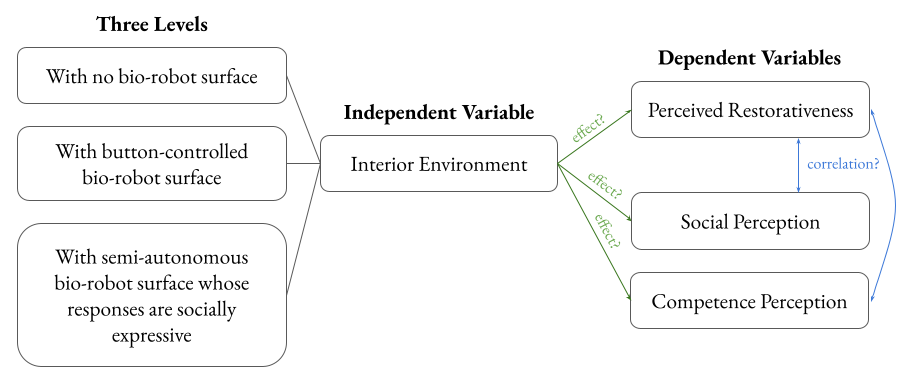 Three Levels
With no bio-robot surface
With button-controlled
bio-robot surface
With semi-autonomous
bio-robot surface whose
responses are socially
expressive
Independent Variable
Interior Environment
effect?
effect?
effect?
Dependent Variables
Perceived Restorativeness
correlation?
Social Perception
Competence Perception